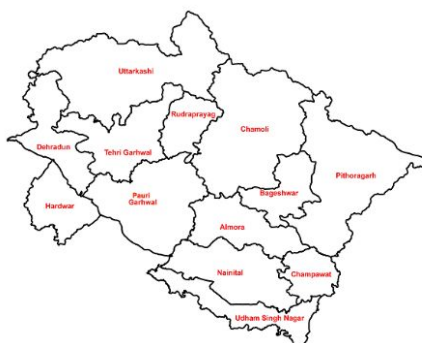 Uttarkashi
Rudraprayag
Chamoli
Dehradun
Tehri Garhwal
Pithoragarh
Pauri
Garhwal
Bageshwar
Hardwar
Almora
Nainital
Champawat
Udham Singh Nagar